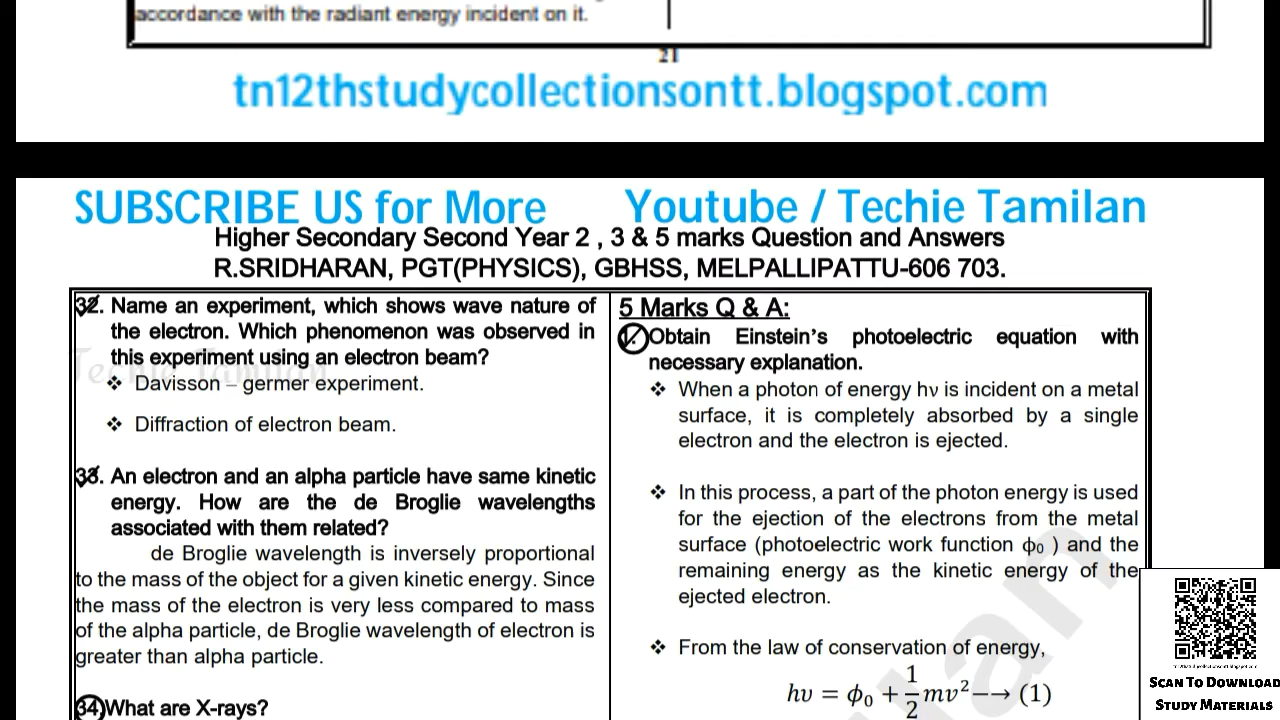 accordance with the radiant energy incident on it.
21
tn12thstudycollectionsontt.blogspot.com
SUBSCRIBE US for More Youtube / Techie Tamilan
Higher Secondary Second Year 2 , 3 & 5 marks Question and Answers
R.SRIDHARAN, PGT(PHYSICS), GBHSS, MELPALLIPATTU-606 703.
32. Name an experiment, which shows wave nature of
the electron. Which phenomenon was observed in
this experiment using an electron beam?
Techie Tamilan
❖ Davisson – germer experiment.
❖ Diffraction of electron beam.
33. An electron and an alpha particle have same kinetic
energy. How are the de Broglie wavelengths
associated with them related?
de Broglie wavelength is inversely proportional
to the mass of the object for a given kinetic energy. Since
the mass of the electron is very less compared to mass
of the alpha particle, de Broglie wavelength of electron is
greater than alpha particle.
34) What are X-rays?
5 Marks Q & A:
1. Obtain Einstein's photoelectric equation with
necessary explanation.
❖ When a photon of energy hν is incident on a metal
surface, it is completely absorbed by a single
electron and the electron is ejected.
❖ In this process, a part of the photon energy is used
for the ejection of the electrons from the metal
surface (photoelectric work function ϕ₀ ) and the
remaining energy as the kinetic energy of the
ejected electron.
❖ From the law of conservation of energy,
hυ = ϕ₀ + 1/2 mv² −→ (1)
SCAN TO DOWNLOAD
STUDY MATERIALS